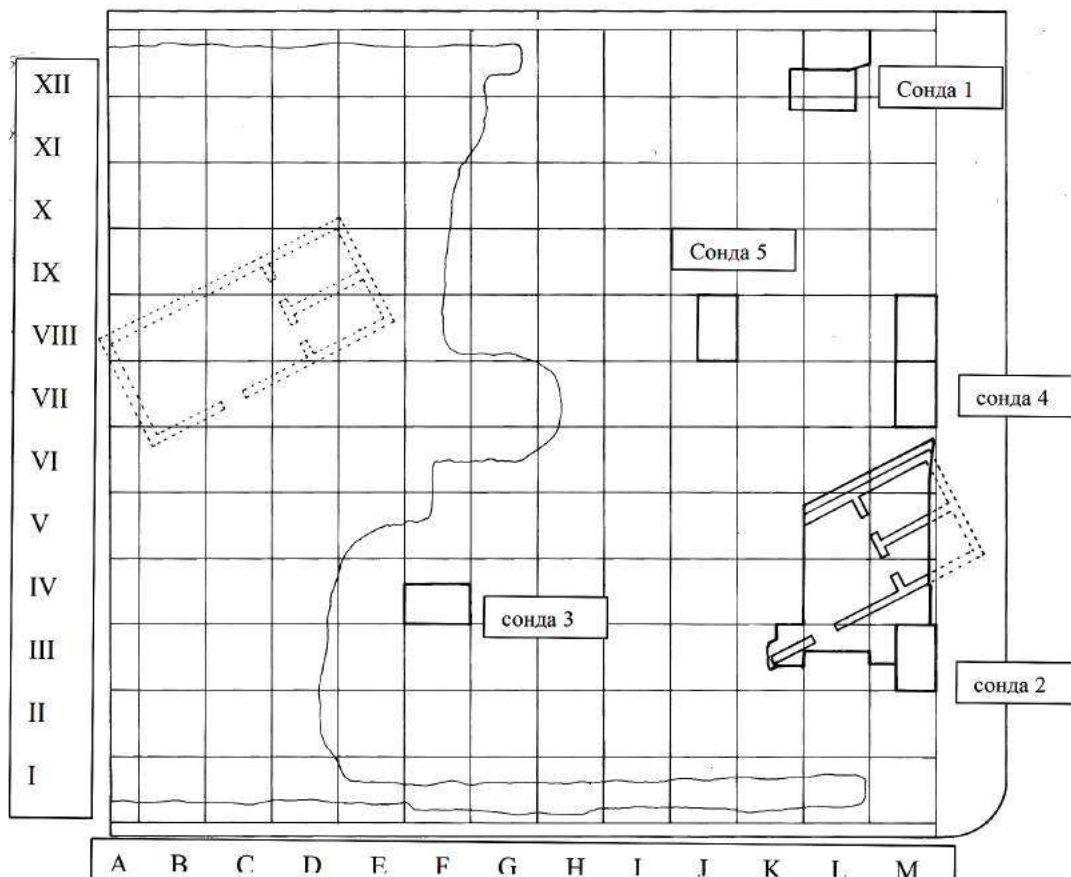 XII
Сонда 1
XI
X
Сонда 5
IX
VIII
VII
сонда 4
VI
V
IV
сонда 3
III
сонда 2
II
I
A B C D E F G H I J K L M